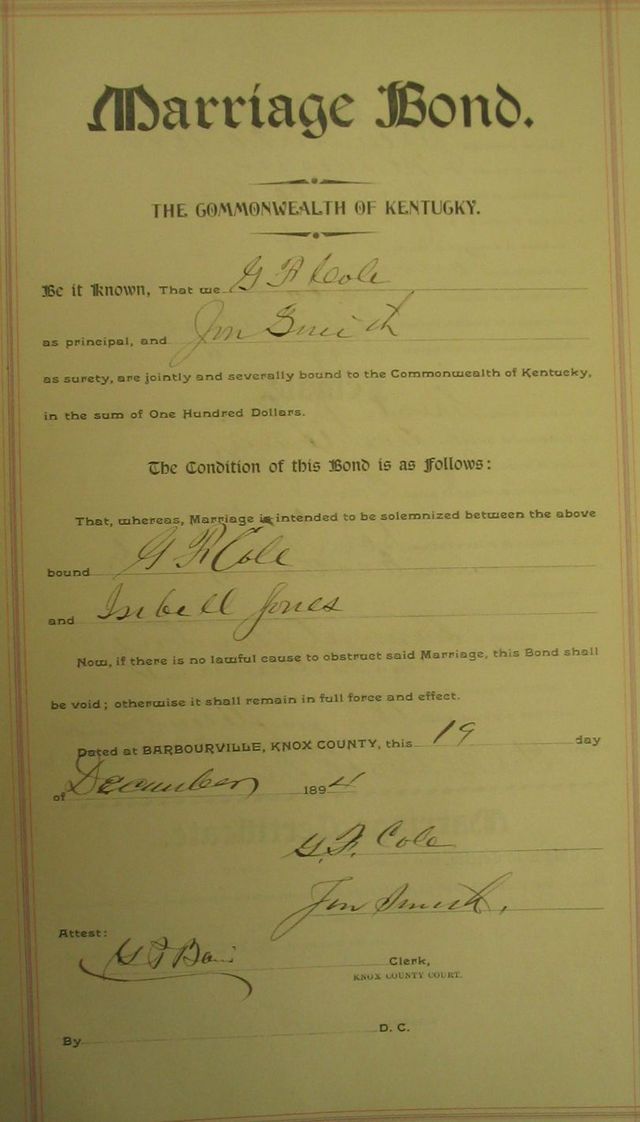 Marriage Bond.
THE COMMONWEALTH OF KENTUCKY.
Be it Known, That we G F Cole
as principal, and Jon Smith
as surety, are jointly and severally bound to the Commonwealth of Kentucky,
in the sum of One Hundred Dollars.
The Condition of this Bond is as Follows:
That, whereas, Marriage is intended to be solemnized between the above
bound G F Cole
and Isibell Jones
Now, if there is no lawful cause to obstruct said Marriage, this Bond shall
be void; otherwise it shall remain in full force and effect.
Dated at BARBOURVILLE, KNOX COUNTY, this 19 day
of December 1894
G. F. Cole
Jon Smith.
Attest:
Clerk,
KNOX COUNTY COURT.
By D. C.